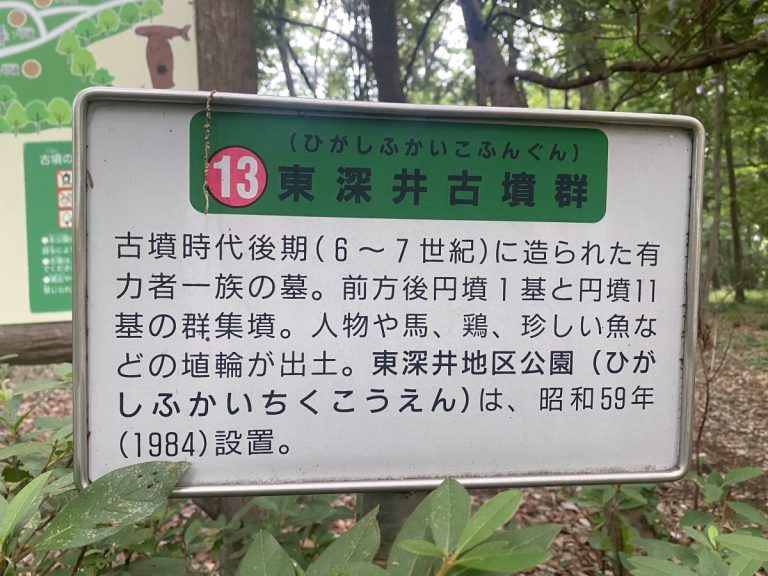 (ひがしふかいこふんぐん)
13 東深井古墳群
古墳時代後期(6〜7世紀)に造られた有
力者一族の墓。前方後円墳1基と円墳11
基の群集墳。人物や馬、鶏、珍しい魚な
どの埴輪が出土。東深井地区公園(ひが
しふかいちくこうえん)は、昭和59年
(1984)設置。
古墳の